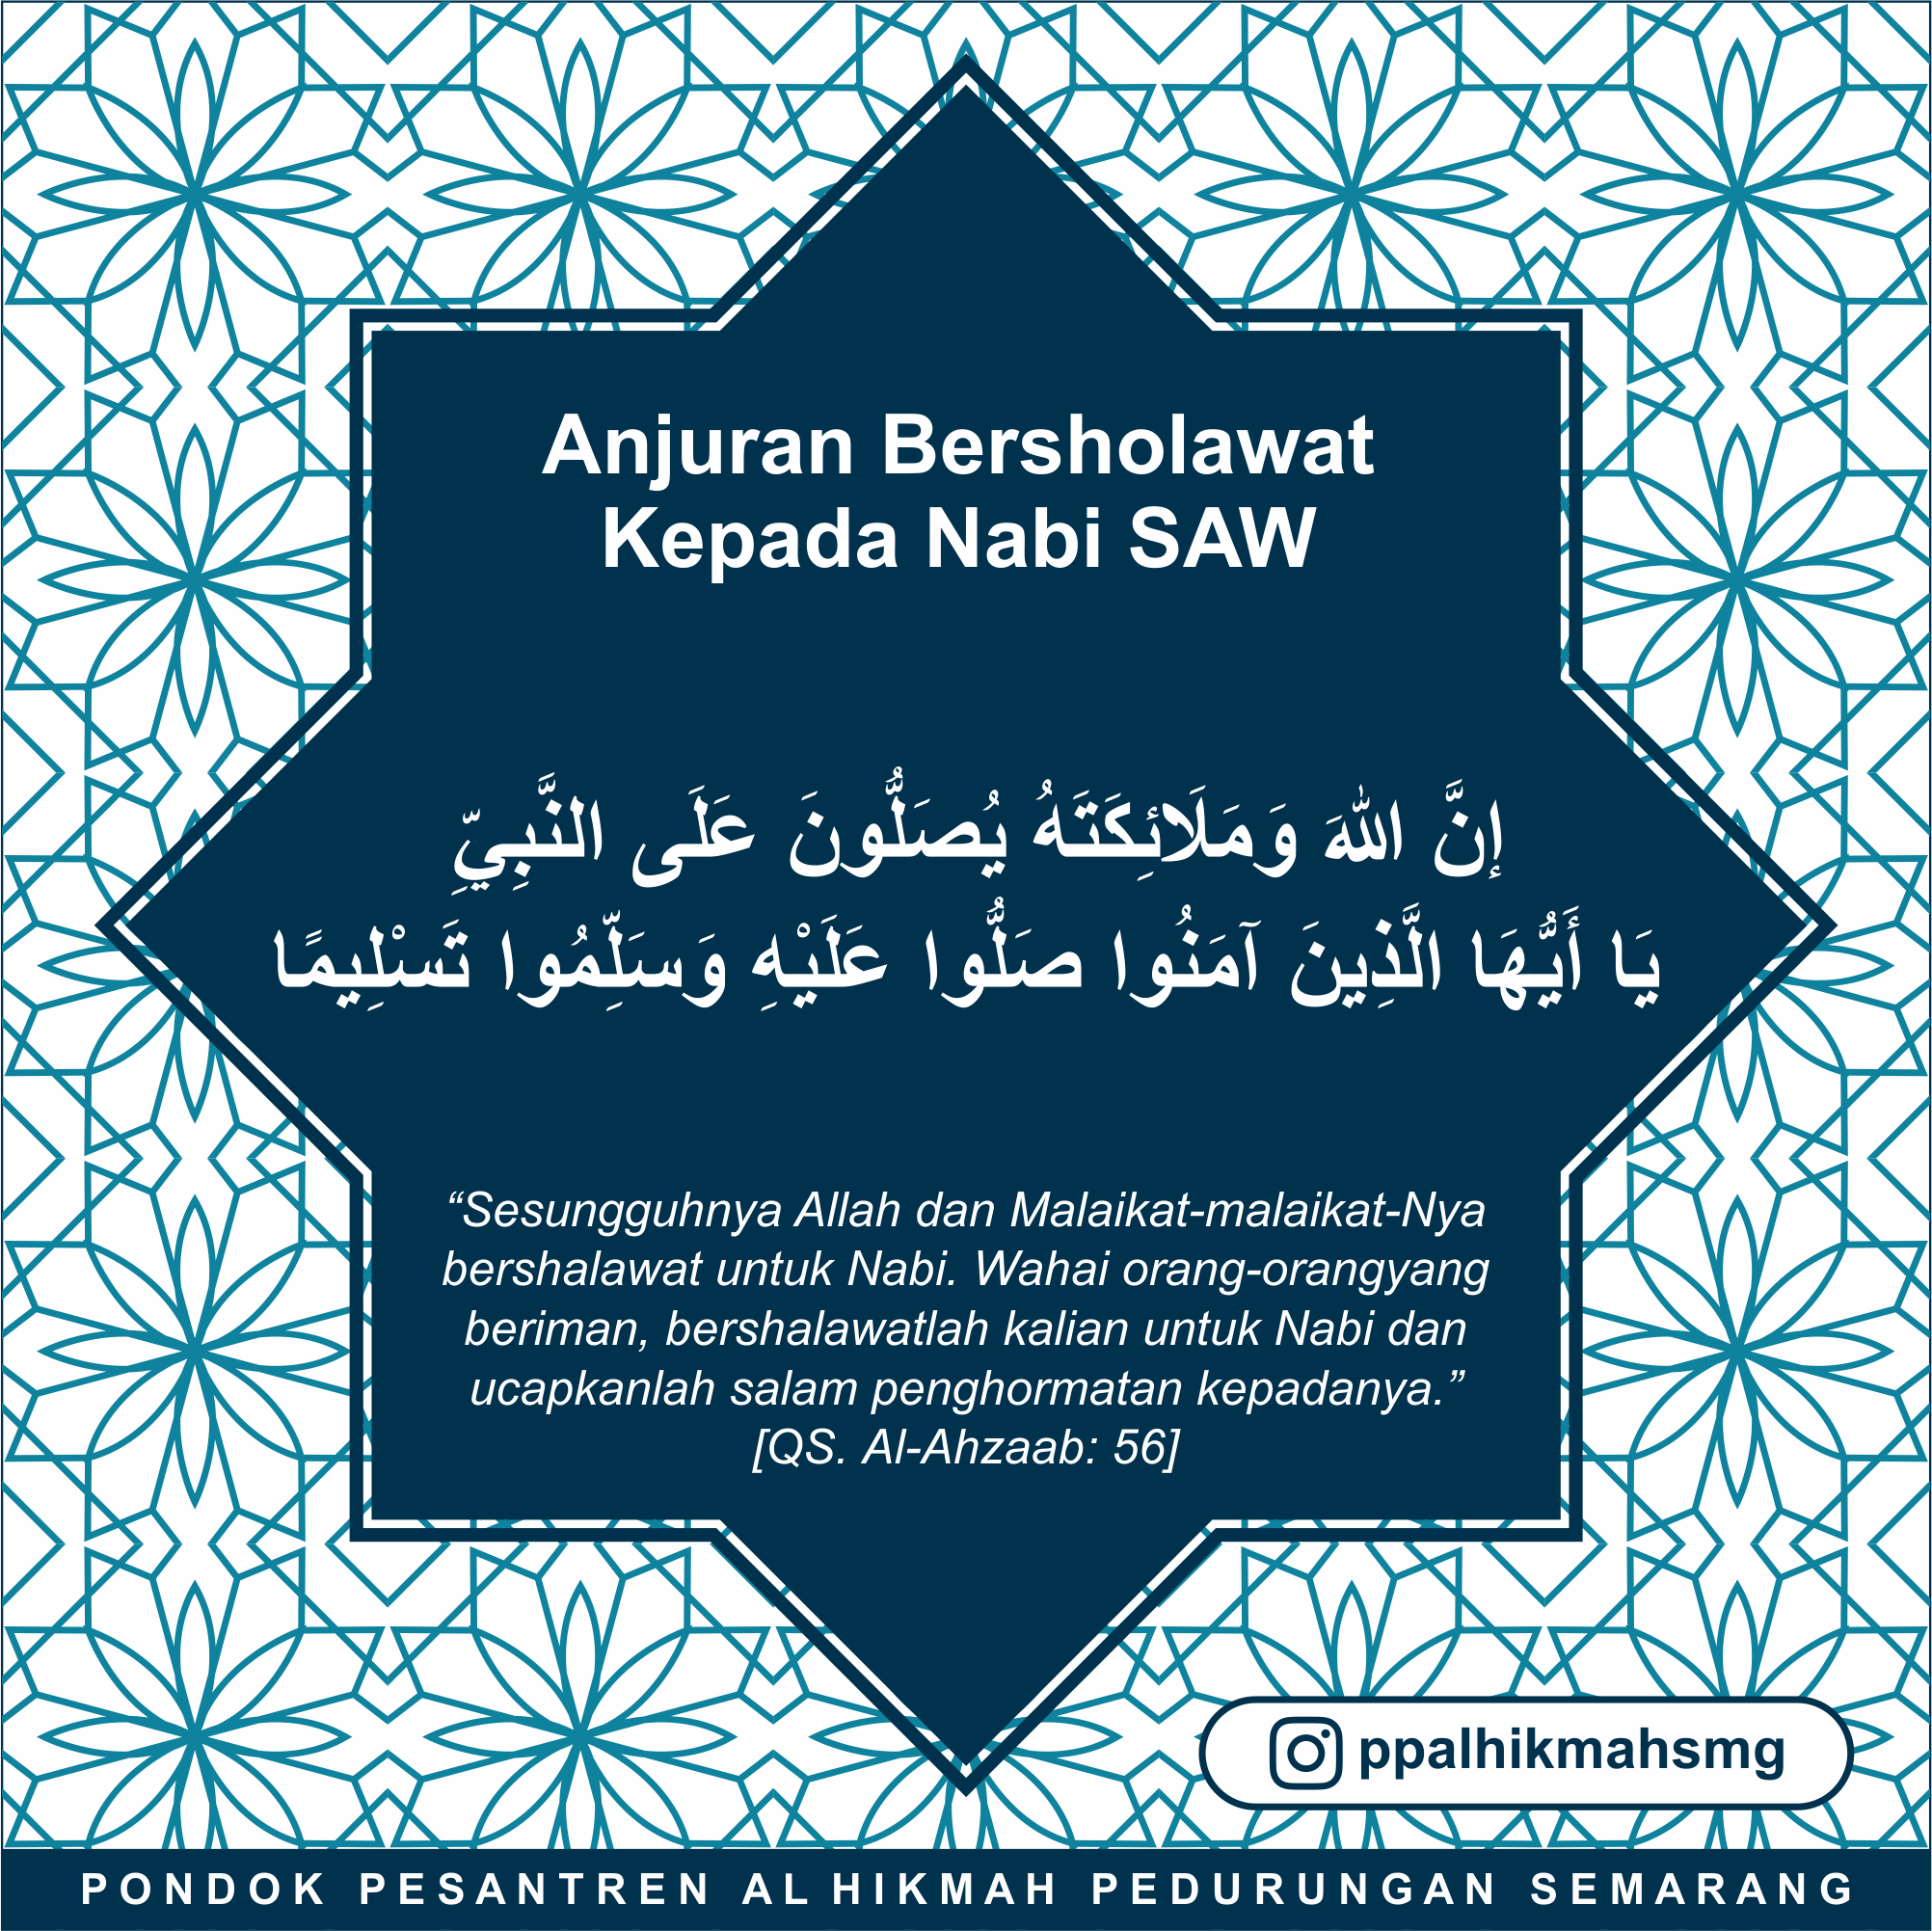 Anjuran Bersholawat
Kepada Nabi SAW
إنَّ اللهَ وَمَلَائِكَتَهُ يُصَلُّونَ عَلَى النَّبِيِّ
يَا أَيُّهَا الَّذِينَ آمَنُوا صَلُّوا عَلَيْهِ وَسَلِّمُوا تَسْلِيمًا
“Sesungguhnya Allah dan Malaikat-malaikat-Nya
bershalawat untuk Nabi. Wahai orang-orangyang
beriman, bershalawatlah kalian untuk Nabi dan
ucapkanlah salam penghormatan kepadanya.”
[QS. Al-Ahzaab: 56]
ppalhikmahsmg
PONDOK PESANTREN AL HIKMAH PEDURUNGAN SEMARANG